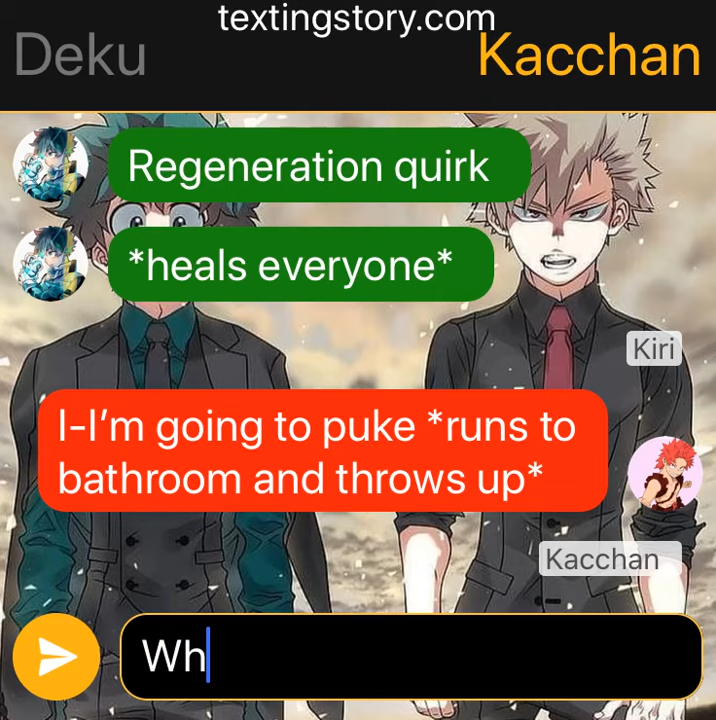 textingstory.com
Deku
Kacchan
Regeneration quirk
*heals everyone*
Kiri
I-I’m going to puke *runs to
bathroom and throws up*
Kacchan
Wh